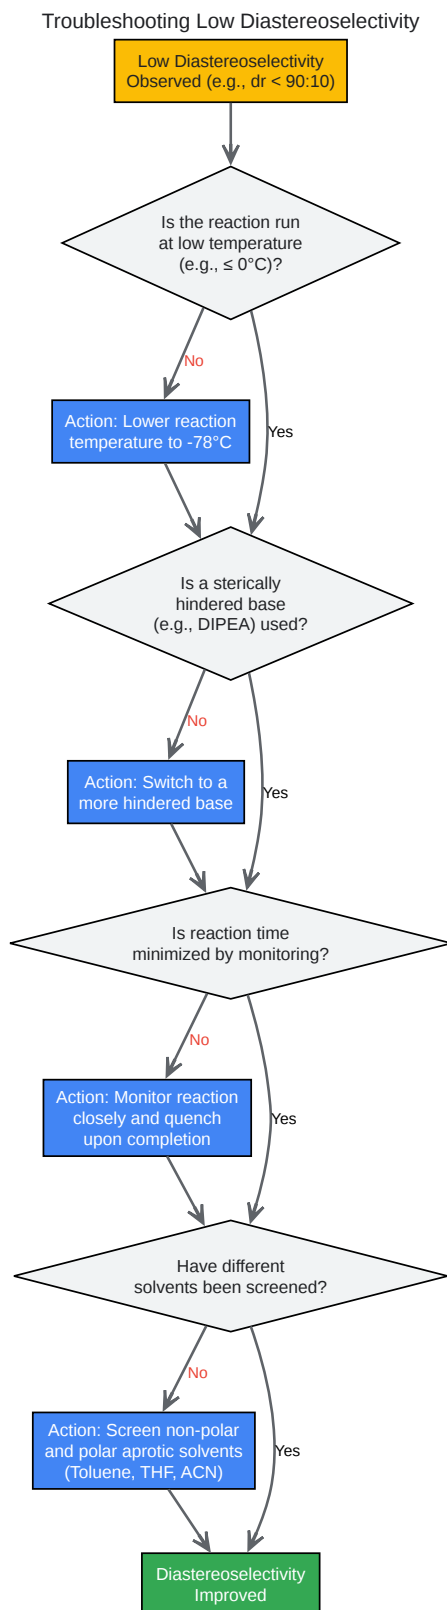 Troubleshooting Low Diastereoselectivity
Low Diastereoselectivity
Observed (e.g., dr < 90:10)
Is the reaction run
at low temperature
(e.g., ≤ 0°C)?
No
Action: Lower reaction
temperature to -78°C
Yes
Is a sterically
hindered base
(e.g., DIPEA) used?
No
Action: Switch to a
more hindered base
Yes
Is reaction time
minimized by monitoring?
No
Action: Monitor reaction
closely and quench
upon completion
Yes
Have different
solvents been screened?
No
Action: Screen non-polar
and polar aprotic solvents
(Toluene, THF, ACN)
Yes
Diastereoselectivity
Improved